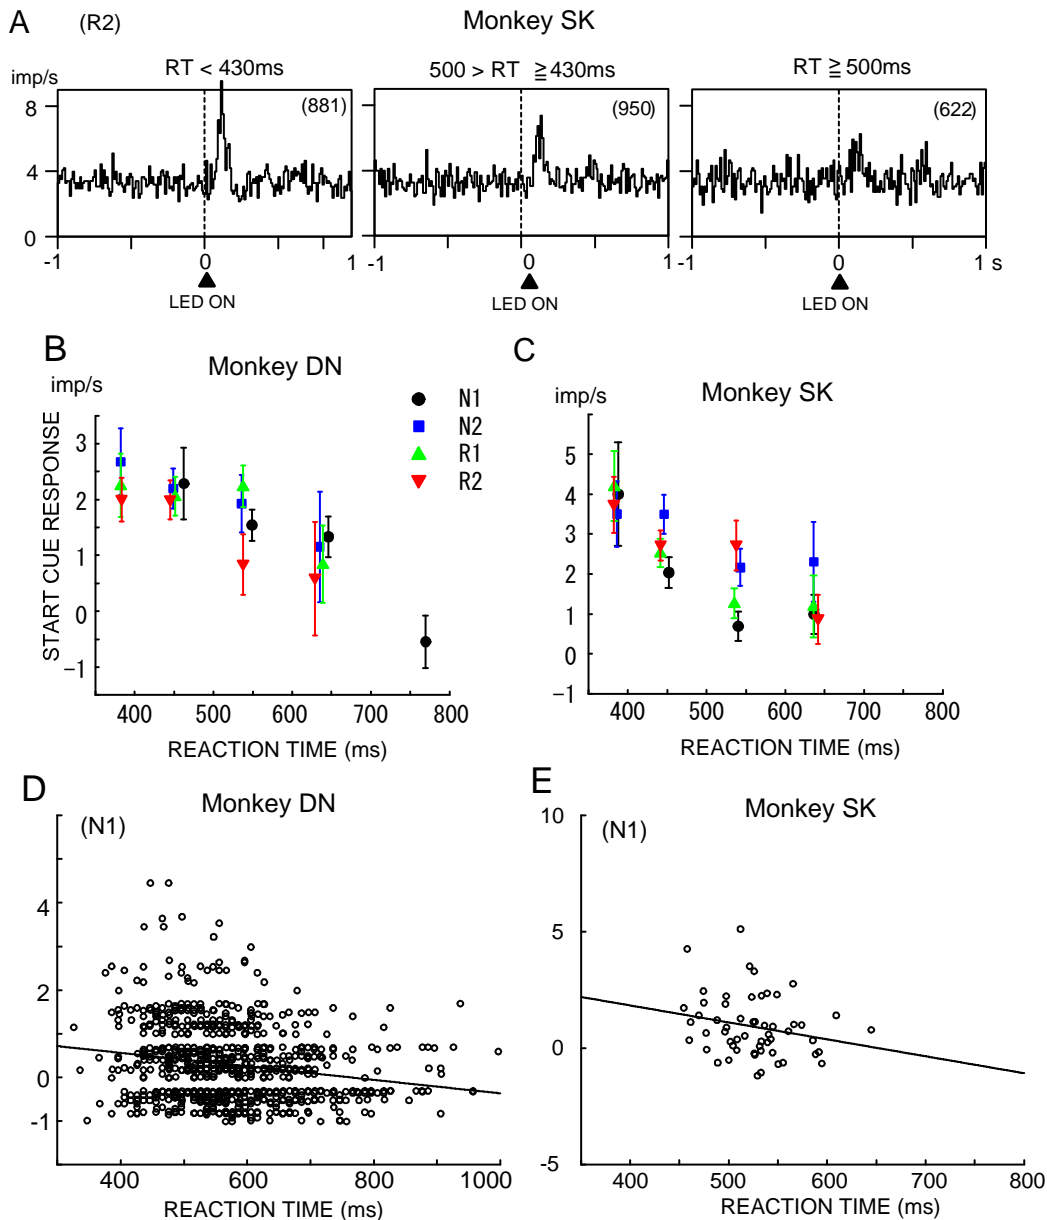 A (R2) Monkey SK
imp/s RT < 430ms 500 > RT ≧430ms RT ≧500ms
8 (881) (950) (622)
4
0
-1 0 1 -1 0 1 -1 0 1 s
LED ON LED ON LED ON
B Monkey DN
imp/s
START CUE RESPONSE
3
2
1
0
−1
400 500 600 700 800
REACTION TIME (ms)
N1
N2
R1
R2
C Monkey SK
imp/s
5
4
3
2
1
0
-1
400 500 600 700 800
REACTION TIME (ms)
D Monkey DN
(N1)
4
2
0
-1
400 600 800 1000
REACTION TIME (ms)
E Monkey SK
10 (N1)
5
0
-5
400 500 600 700 800
REACTION TIME (ms)